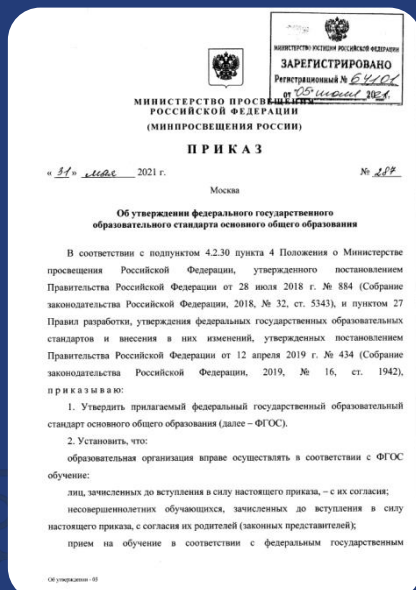 МИНИСТЕРСТВО ЮСТИЦИИ РОССИЙСКОЙ ФЕДЕРАЦИИ
ЗАРЕГИСТРИРОВАНО
Регистрационный № 64101
от "05" июля 2021.
МИНИСТЕРСТВО ПРОСВЕЩЕНИЯ
РОССИЙСКОЙ ФЕДЕРАЦИИ
(МИНПРОСВЕЩЕНИЯ РОССИИ)
ПРИКАЗ
« 31 » мая 2021 г. № 287
Москва
Об утверждении федерального государственного
образовательного стандарта основного общего образования
В соответствии с подпунктом 4.2.30 пункта 4 Положения о Министерстве
просвещения Российской Федерации, утвержденного постановлением
Правительства Российской Федерации от 28 июля 2018 г. № 884 (Собрание
законодательства Российской Федерации, 2018, № 32, ст. 5343), и пунктом 27
Правил разработки, утверждения федеральных государственных образовательных
стандартов и внесения в них изменений, утвержденных постановлением
Правительства Российской Федерации от 12 апреля 2019 г. № 434 (Собрание
законодательства Российской Федерации, 2019, № 16, ст. 1942),
приказываю:
1. Утвердить прилагаемый федеральный государственный образовательный
стандарт основного общего образования (далее – ФГОС).
2. Установить, что:
образовательная организация вправе осуществлять в соответствии с ФГОС
обучение:
лиц, зачисленных до вступления в силу настоящего приказа, – с их согласия;
несовершеннолетних обучающихся, зачисленных до вступления в силу
настоящего приказа, с согласия их родителей (законных представителей);
прием на обучение в соответствии с федеральным государственным
Об утверждении - 03